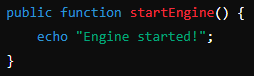 public function startEngine() {
    echo "Engine started!";
}